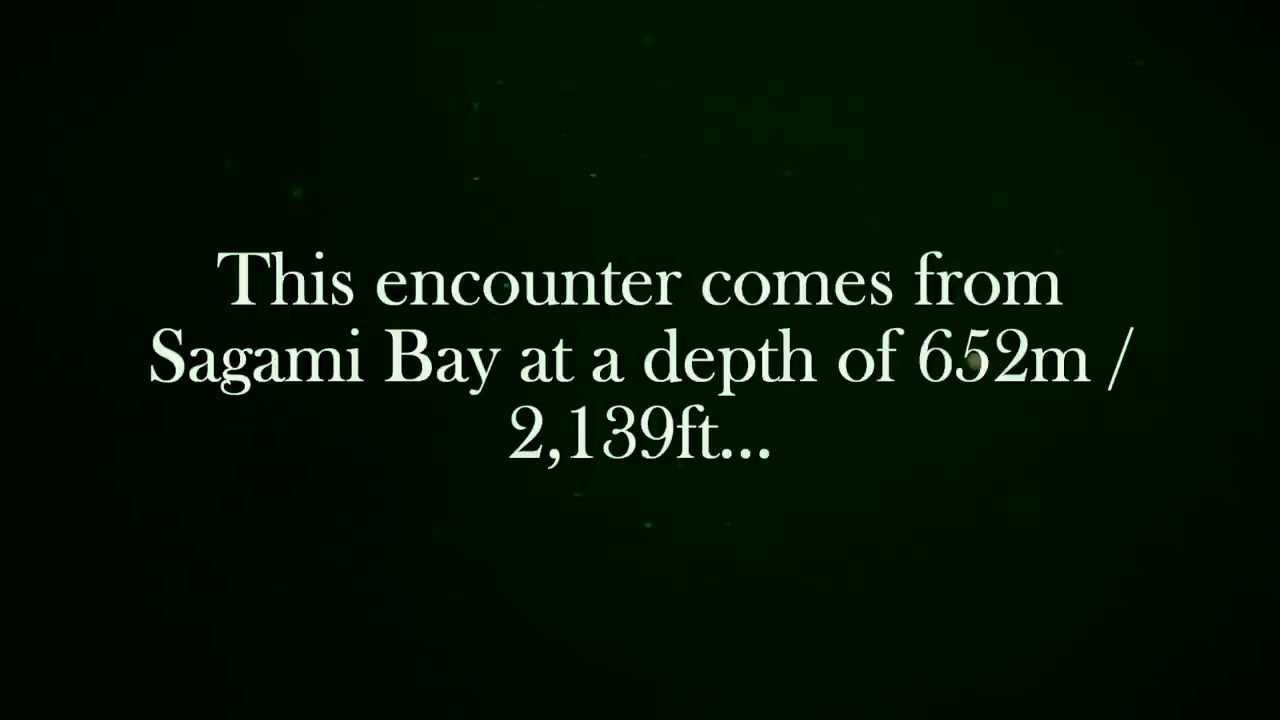 This encounter comes from
Sagami Bay at a depth of 652m /
2,139ft...